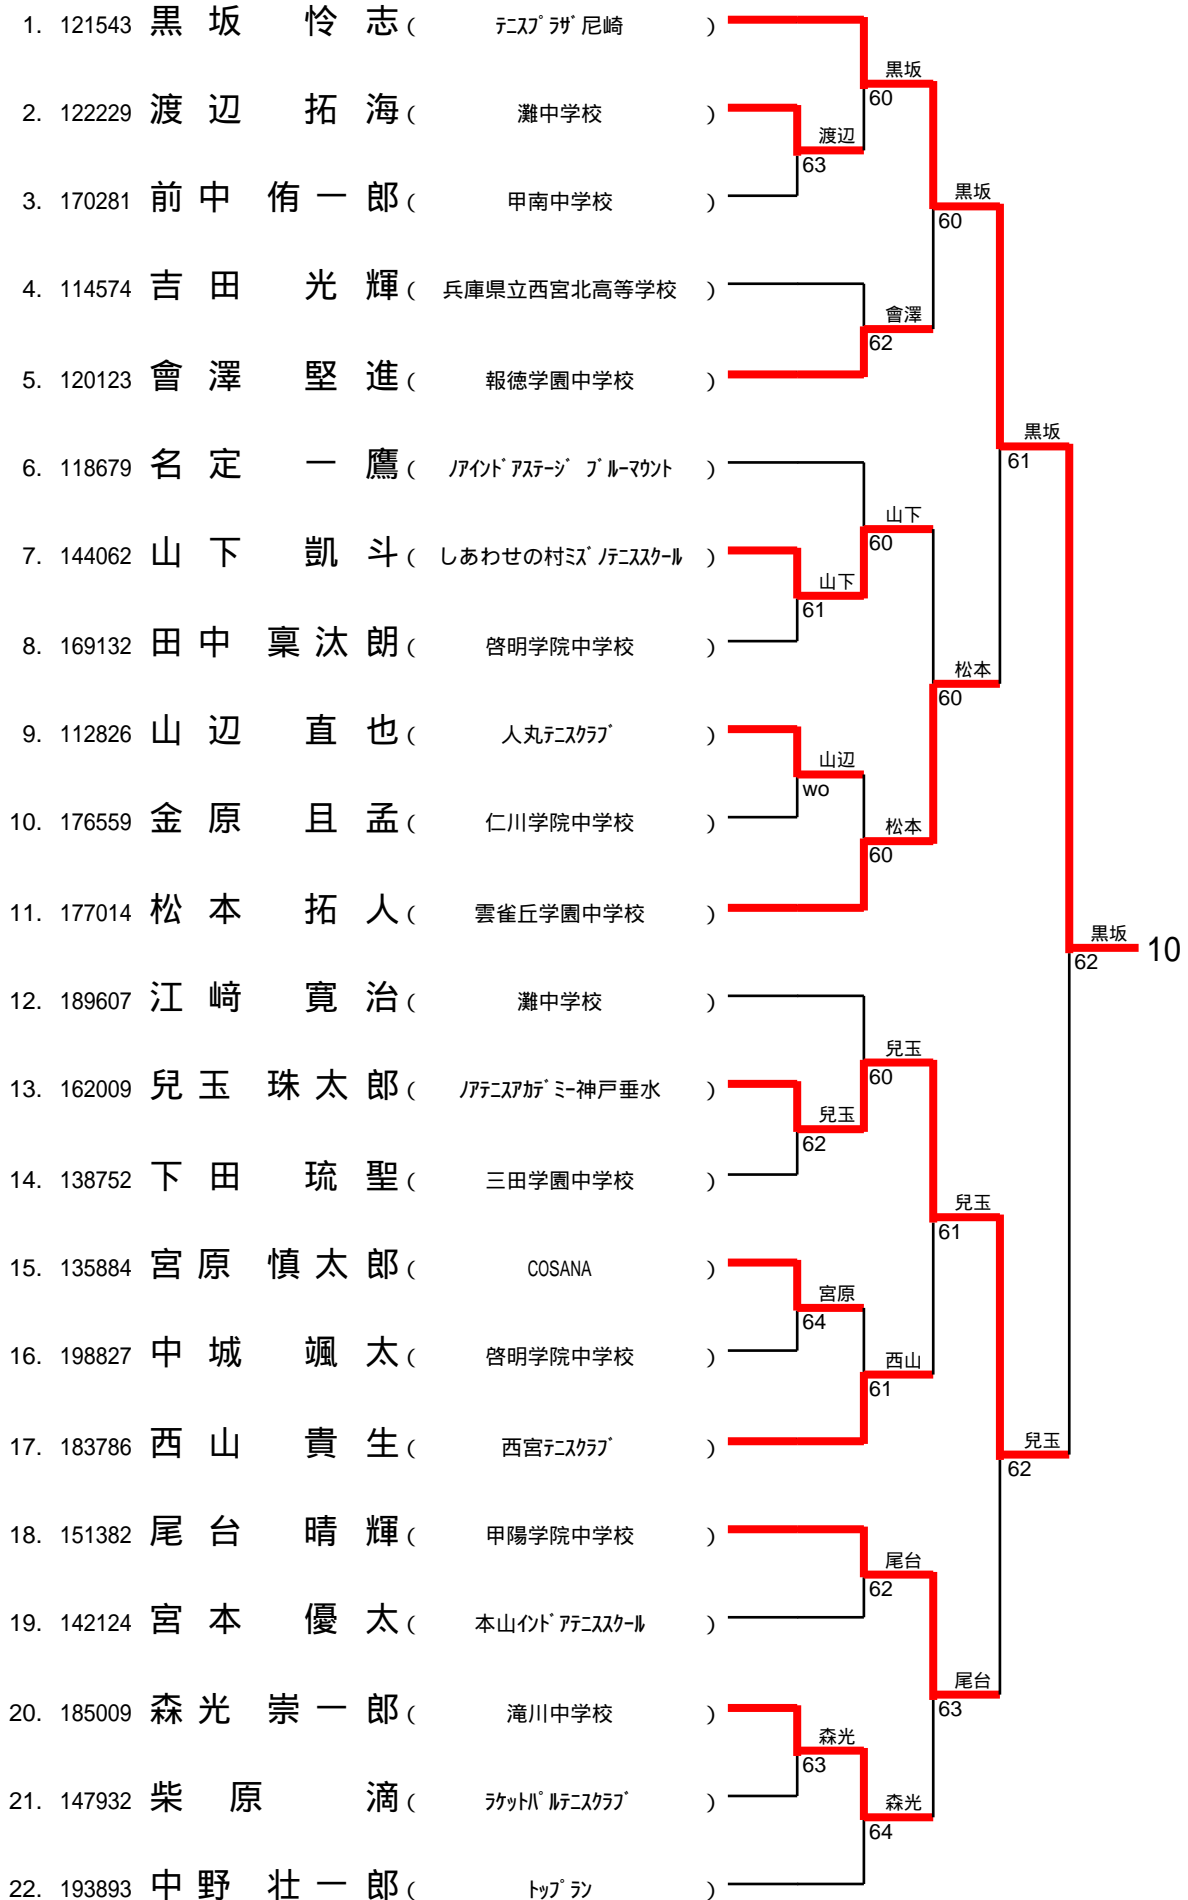 1. 121543 黒坂 怜志 ( テニスプラザ尼崎 )
黒坂
60
2. 122229 渡辺 拓海 ( 灘中学校 )
渡辺
63
3. 170281 前中 侑一郎 ( 甲南中学校 )
黒坂
60
4. 114574 吉田 光輝 ( 兵庫県立西宮北高等学校 )
會澤
62
5. 120123 會澤 堅進 ( 報徳学園中学校 )
黒坂
61
6. 118679 名定 一鷹 ( ノアインドアステージ ブルーマウント )
山下
60
7. 144062 山下 凱斗 ( しあわせの村ミズノテニススクール )
山下
61
8. 169132 田中 稟汰朗 ( 啓明学院中学校 )
松本
60
9. 112826 山辺 直也 ( 人丸テニスクラブ )
山辺
wo
10. 176559 金原 且孟 ( 仁川学院中学校 )
松本
60
11. 177014 松本 拓人 ( 雲雀丘学園中学校 )
黒坂
62
10
12. 189607 江﨑 寛治 ( 灘中学校 )
兒玉
60
13. 162009 兒玉 珠太郎 ( ノアテニスアカデミー神戸垂水 )
兒玉
62
14. 138752 下田 琉聖 ( 三田学園中学校 )
兒玉
61
15. 135884 宮原 慎太郎 ( COSANA )
宮原
64
16. 198827 中城 颯太 ( 啓明学院中学校 )
西山
61
17. 183786 西山 貴生 ( 西宮テニスクラブ )
兒玉
62
18. 151382 尾台 晴輝 ( 甲陽学院中学校 )
尾台
62
19. 142124 宮本 優太 ( 本山インドアテニススクール )
尾台
63
20. 185009 森光 崇一郎 ( 滝川中学校 )
森光
63
21. 147932 柴原 滴 ( ラケットパルテニスクラブ )
森光
64
22. 193893 中野 壮一郎 ( トップラン )